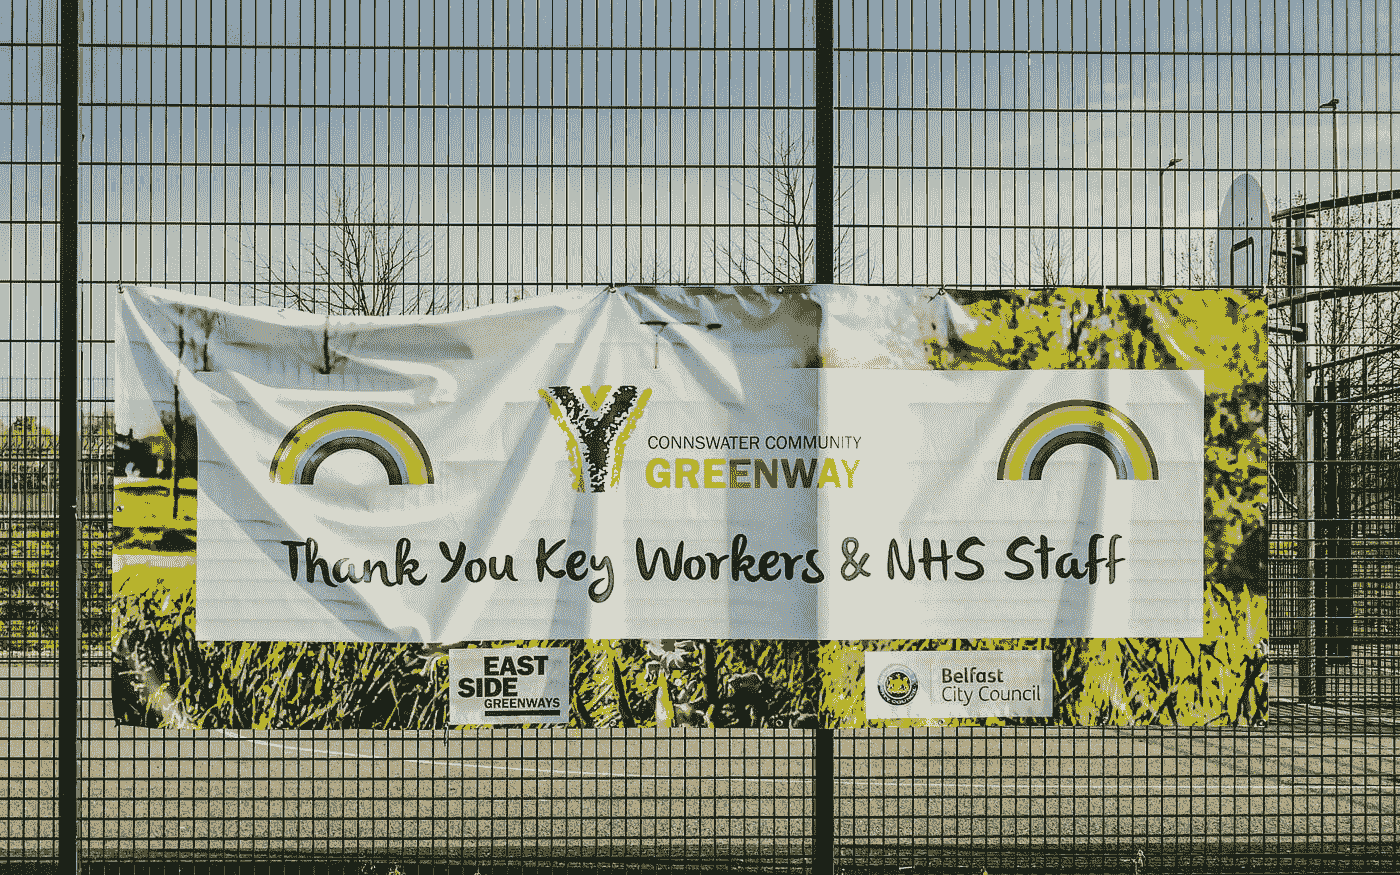 CONNSWATER COMMUNITY
GREENWAY
Thank You Key Workers & NHS Staff
EAST
SIDE
GREENWAYS
Belfast
City Council